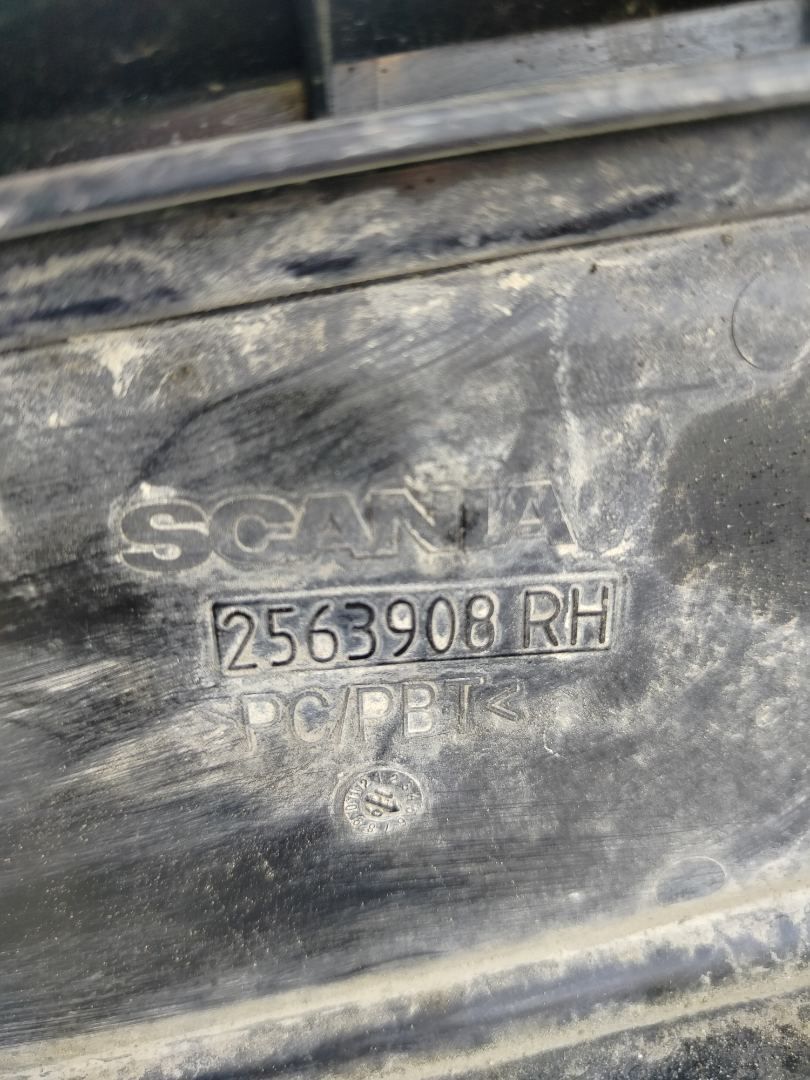 SCANIA
2563908 RH
>PC/PBT<